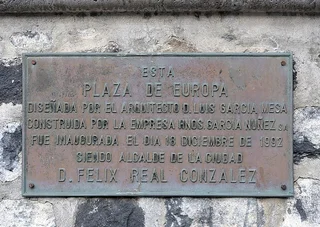 ESTA
PLAZA DE EUROPA
DISEÑADA POR EL ARQUITECTO D. LUIS GARCIA MESA
CONSTRUIDA POR LA EMPRESA HNOS. GARCIA NUÑEZ S.A
FUE INAUGURADA EL DIA 18 DICIEMBRE DE 1992
SIENDO ALCALDE DE LA CIUDAD
D. FELIX REAL GONZALEZ